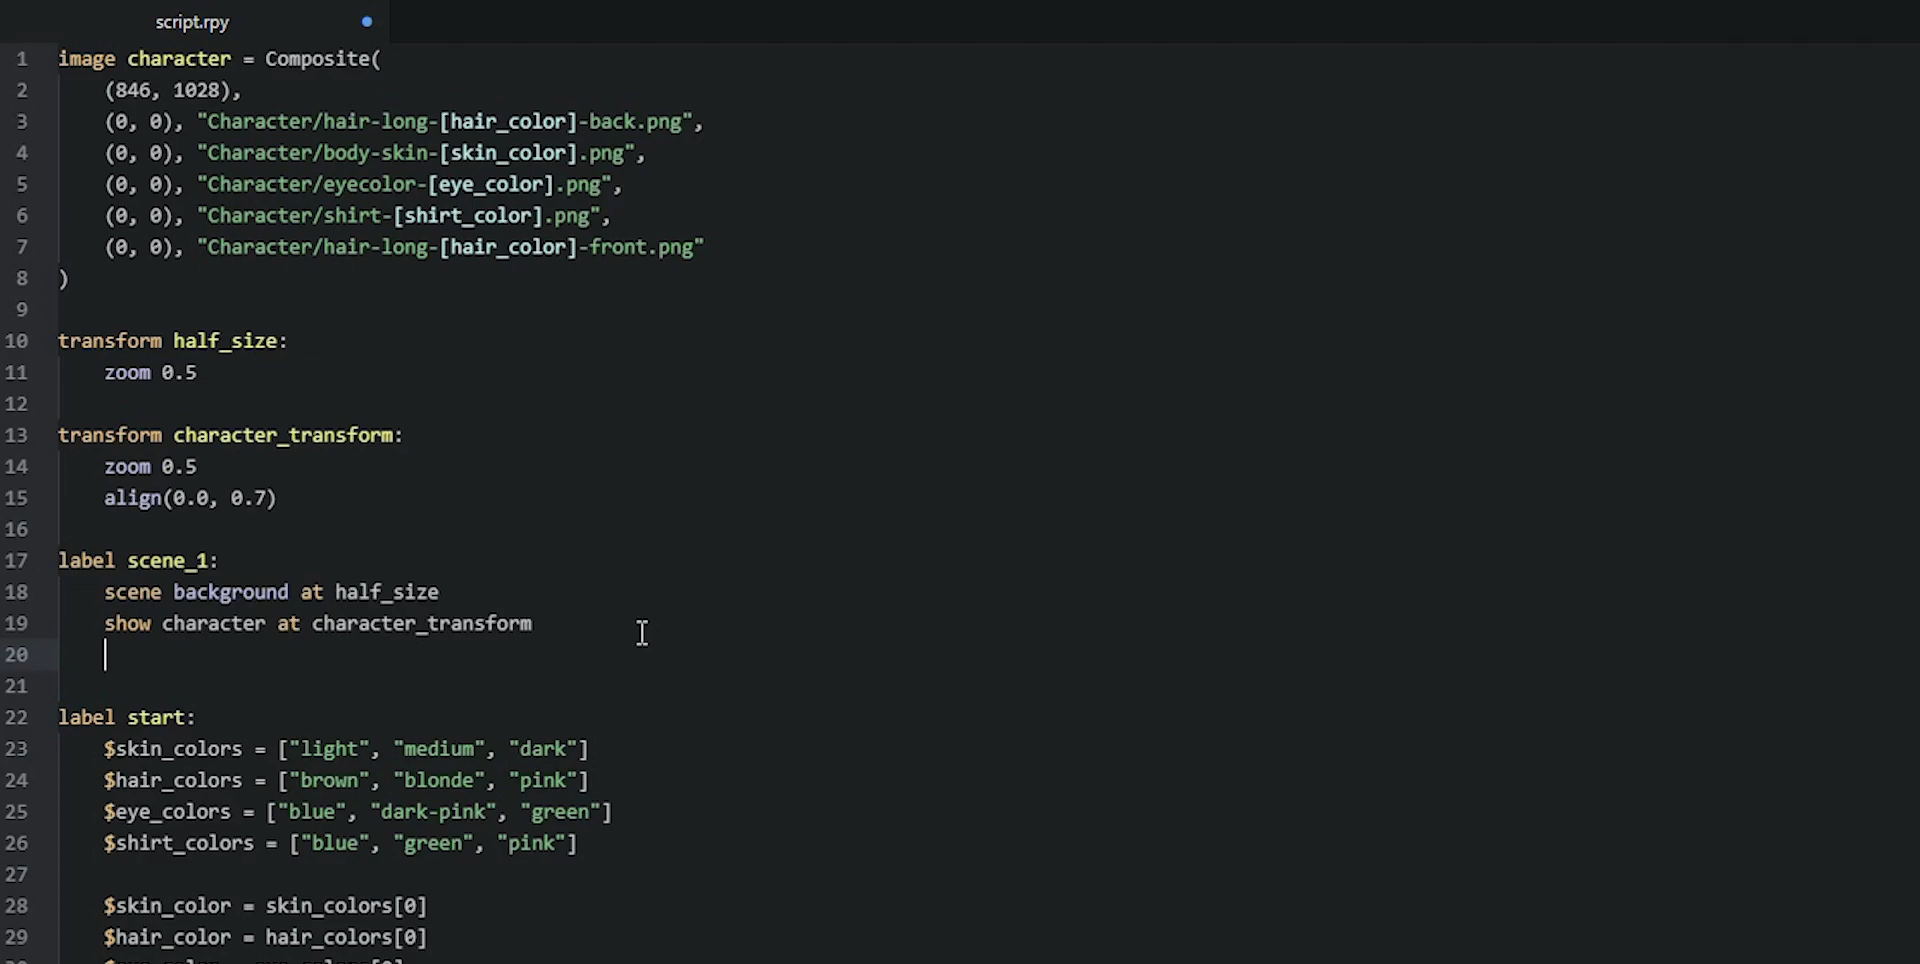 script.rpy
1 image character = Composite(
2 (846, 1028),
3 (0, 0), "Character/hair-long-[hair_color]-back.png",
4 (0, 0), "Character/body-skin-[skin_color].png",
5 (0, 0), "Character/eyecolor-[eye_color].png",
6 (0, 0), "Character/shirt-[shirt_color].png",
7 (0, 0), "Character/hair-long-[hair_color]-front.png"
8 )
9
10 transform half_size:
11 zoom 0.5
12
13 transform character_transform:
14 zoom 0.5
15 align(0.0, 0.7)
16
17 label scene_1:
18 scene background at half_size
19 show character at character_transform
20
21
22 label start:
23 $skin_colors = ["light", "medium", "dark"]
24 $hair_colors = ["brown", "blonde", "pink"]
25 $eye_colors = ["blue", "dark-pink", "green"]
26 $shirt_colors = ["blue", "green", "pink"]
27
28 $skin_color = skin_colors[0]
29 $hair_color = hair_colors[0]